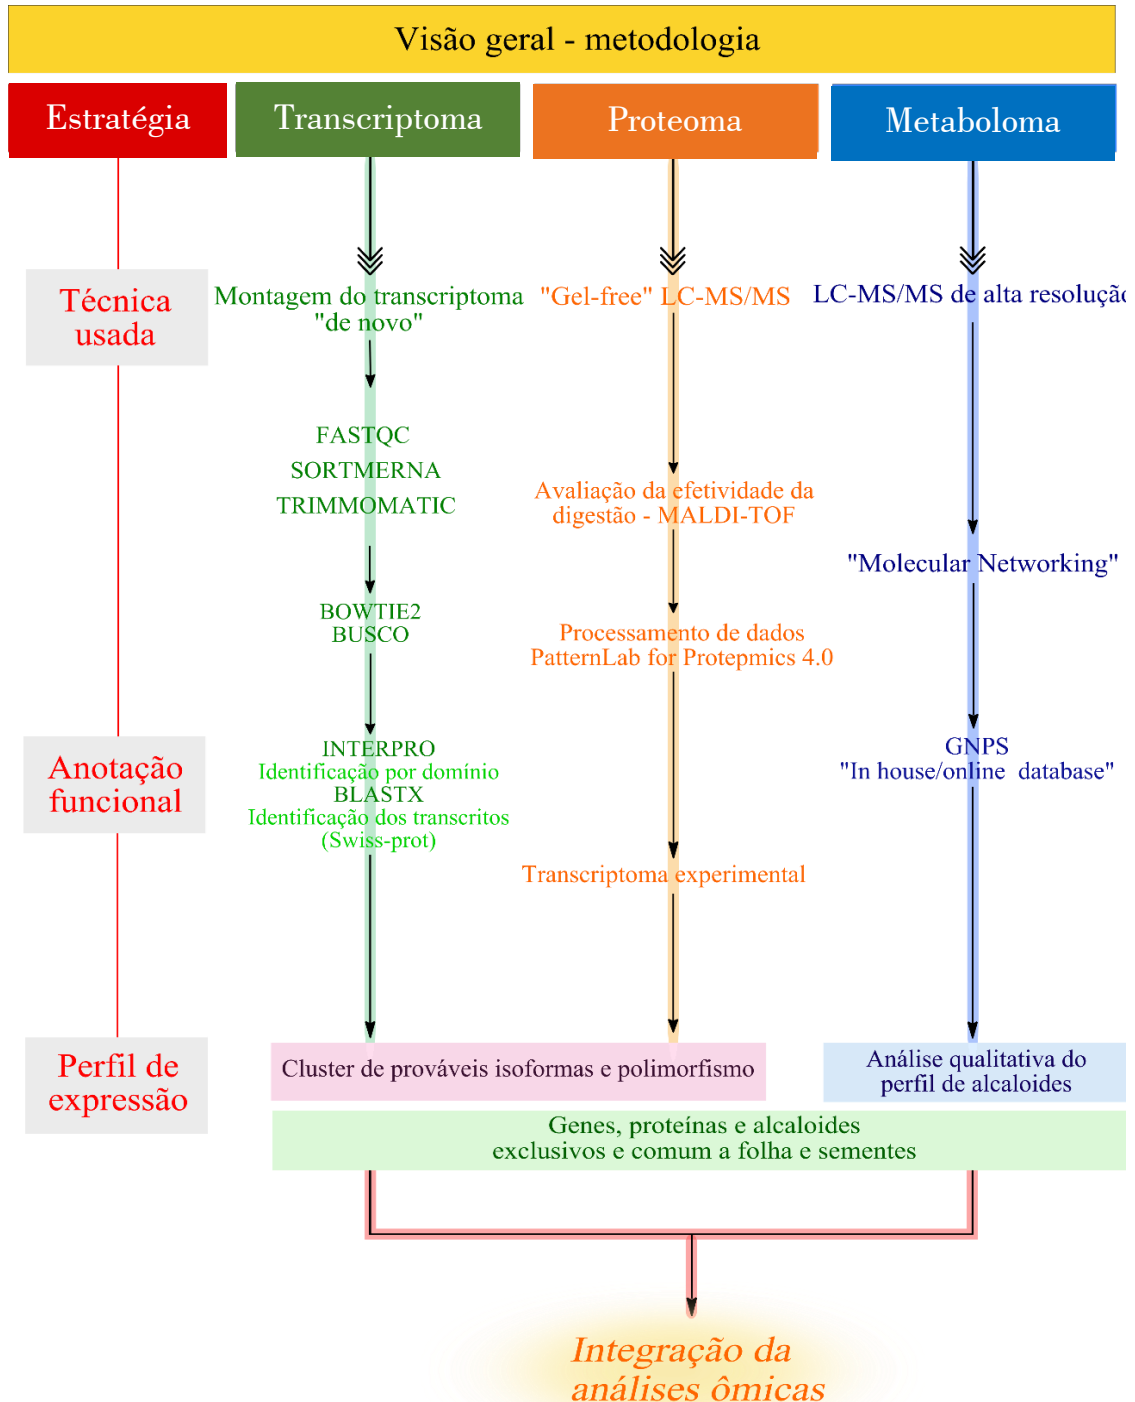 Visão geral - metodologia
Estratégia
Transcriptoma
Proteoma
Metaboloma
Técnica
usada
Montagem do transcriptoma
"de novo"
"Gel-free" LC-MS/MS
LC-MS/MS de alta resolução
FASTQC
SORTMERNA
TRIMMOMATIC
Avaliação da efetividade da
digestão - MALDI-TOF
"Molecular Networking"
BOWTIE2
BUSCO
Processamento de dados
PatternLab for Protepmics 4.0
Anotação
funcional
INTERPRO
Identificação por domínio
BLASTX
Identificação dos transcritos
(Swiss-prot)
GNPS
"In house/online database"
Transcriptoma experimental
Perfil de
expressão
Cluster de prováveis isoformas e polimorfismo
Análise qualitativa do
perfil de alcaloides
Genes, proteínas e alcaloides
exclusivos e comum a folha e sementes
Integração da
análises ômicas